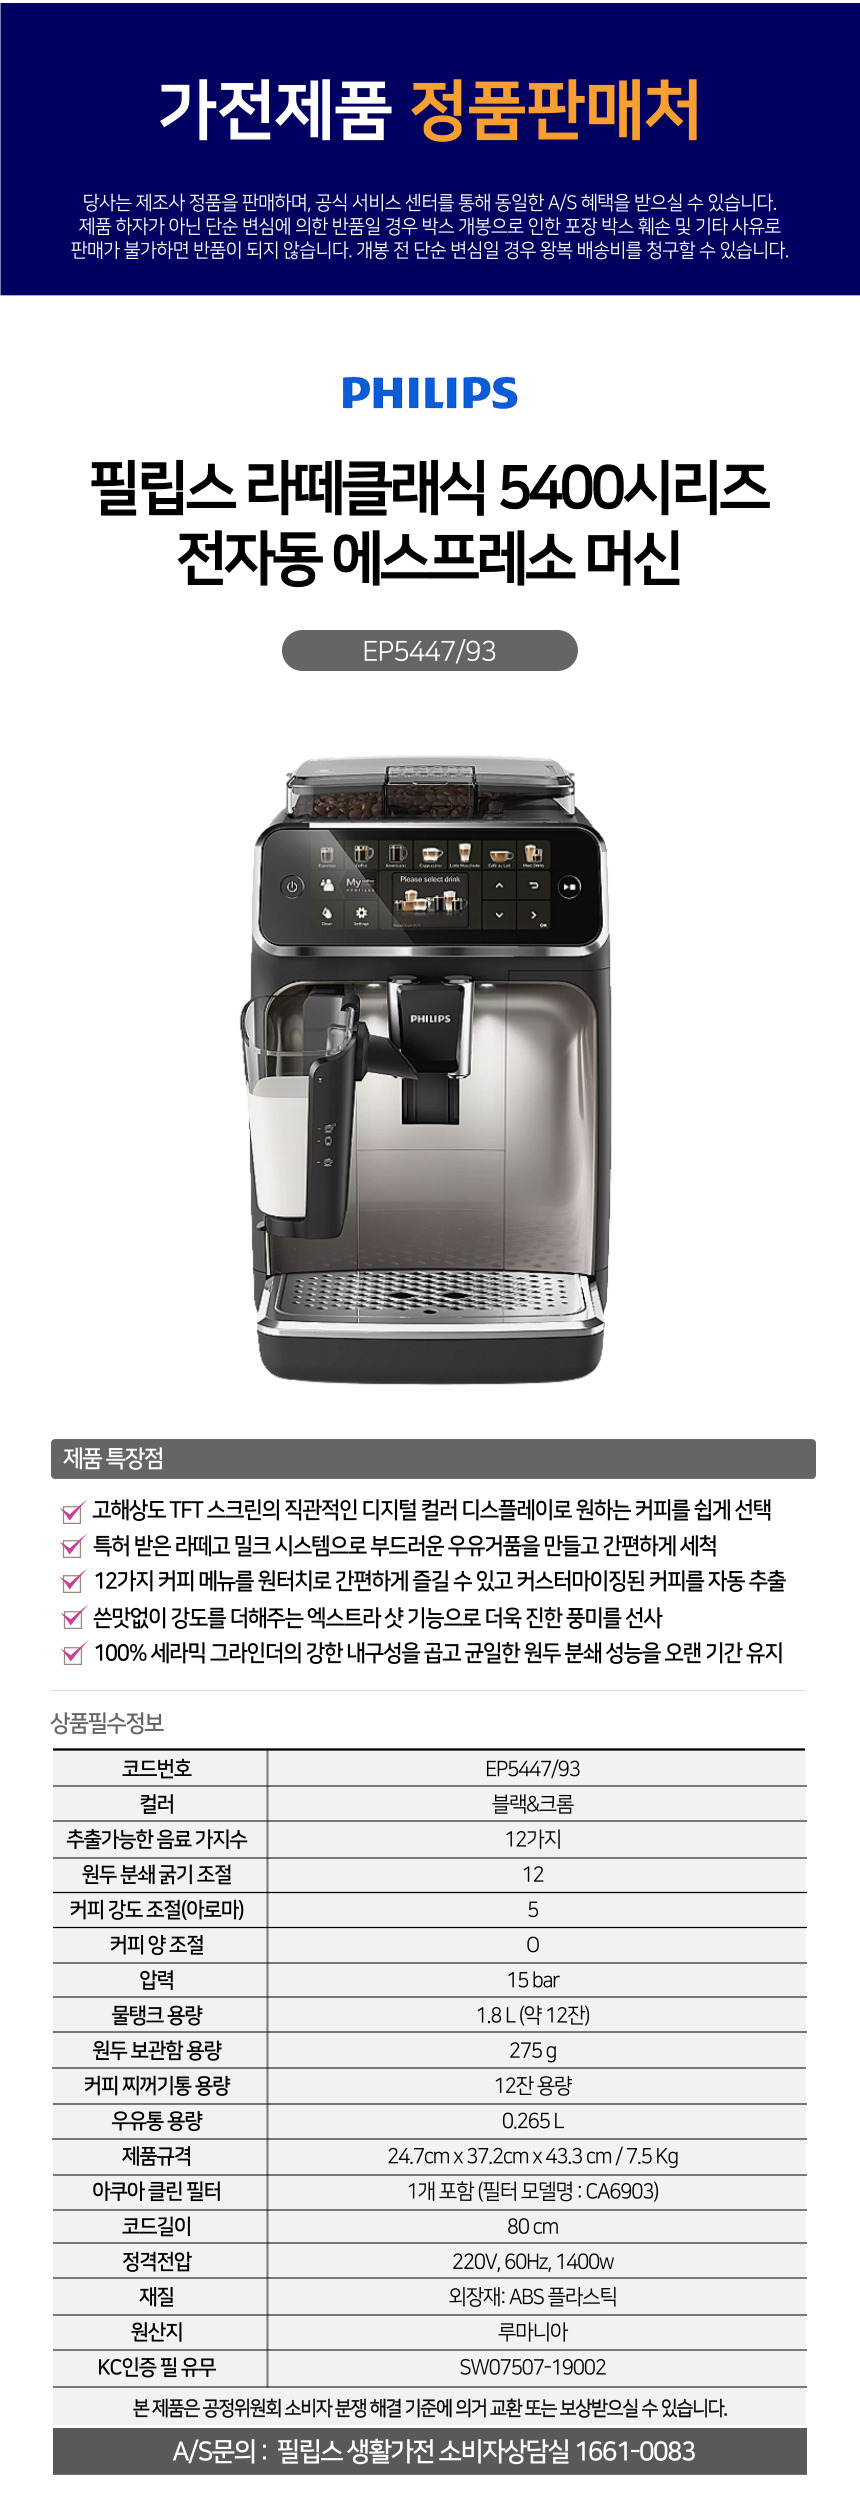 가전제품 정품판매처
당사는 제조사 정품을 판매하며, 공식 서비스 센터를 통해 동일한 A/S 혜택을 받으실 수 있습니다.
제품 하자가 아닌 단순 변심에 의한 반품일 경우 박스 개봉으로 인한 포장 박스 훼손 및 기타 사유로
판매가 불가하면 반품이 되지 않습니다. 개봉 전 단순 변심일 경우 왕복 배송비를 청구할 수 있습니다.
PHILIPS
필립스 라떼클래식 5400시리즈
전자동 에스프레소 머신
EP5447/93
Espresso Coffee Americano Cappuccino Latte Macchiato Café au Lait More Drinks
My coffee PROFILES
Please select drink
Clean Settings
OK
PHILIPS
제품 특장점
고해상도 TFT 스크린의 직관적인 디지털 컬러 디스플레이로 원하는 커피를 쉽게 선택
특허 받은 라떼고 밀크 시스템으로 부드러운 우유거품을 만들고 간편하게 세척
12가지 커피 메뉴를 원터치로 간편하게 즐길 수 있고 커스터마이징된 커피를 자동 추출
쓴맛없이 강도를 더해주는 엑스트라 샷 기능으로 더욱 진한 풍미를 선사
100% 세라믹 그라인더의 강한 내구성을 곱고 균일한 원두 분쇄 성능을 오랜 기간 유지
상품필수정보
코드번호 EP5447/93
컬러 블랙&크롬
추출가능한 음료 가지수 12가지
원두 분쇄 굵기 조절 12
커피 강도 조절(아로마) 5
커피 양 조절 O
압력 15 bar
물탱크 용량 1.8 L (약 12잔)
원두 보관함 용량 275 g
커피 찌꺼기통 용량 12잔 용량
우유통 용량 0.265 L
제품규격 24.7cm x 37.2cm x 43.3 cm / 7.5 Kg
아쿠아 클린 필터 1개 포함 (필터 모델명 : CA6903)
코드길이 80 cm
정격전압 220V, 60Hz, 1400w
재질 외장재: ABS 플라스틱
원산지 루마니아
KC인증 필 유무 SW07507-19002
본 제품은 공정위원회 소비자 분쟁 해결 기준에 의거 교환 또는 보상받으실 수 있습니다.
A/S문의 : 필립스 생활가전 소비자상담실 1661-0083